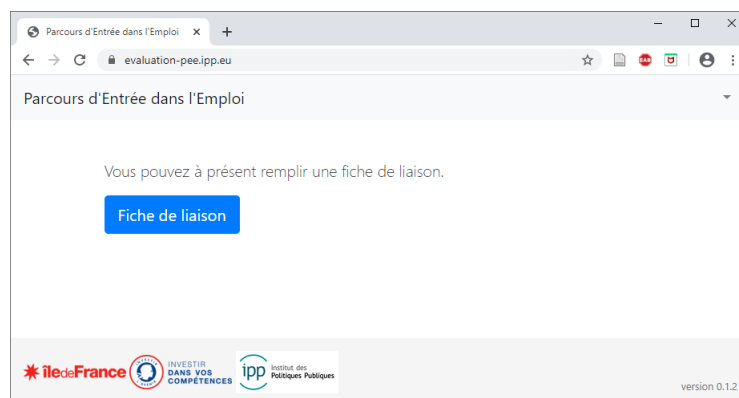 Parcours d'Entrée dans l'Emploi
evaluation-pee.ipp.eu
Parcours d'Entrée dans l'Emploi
Vous pouvez à présent remplir une fiche de liaison.
Fiche de liaison
îledeFrance
INVESTIR
DANS VOS
COMPÉTENCES
ipp
Institut des
Politiques Publiques
version 0.1.2